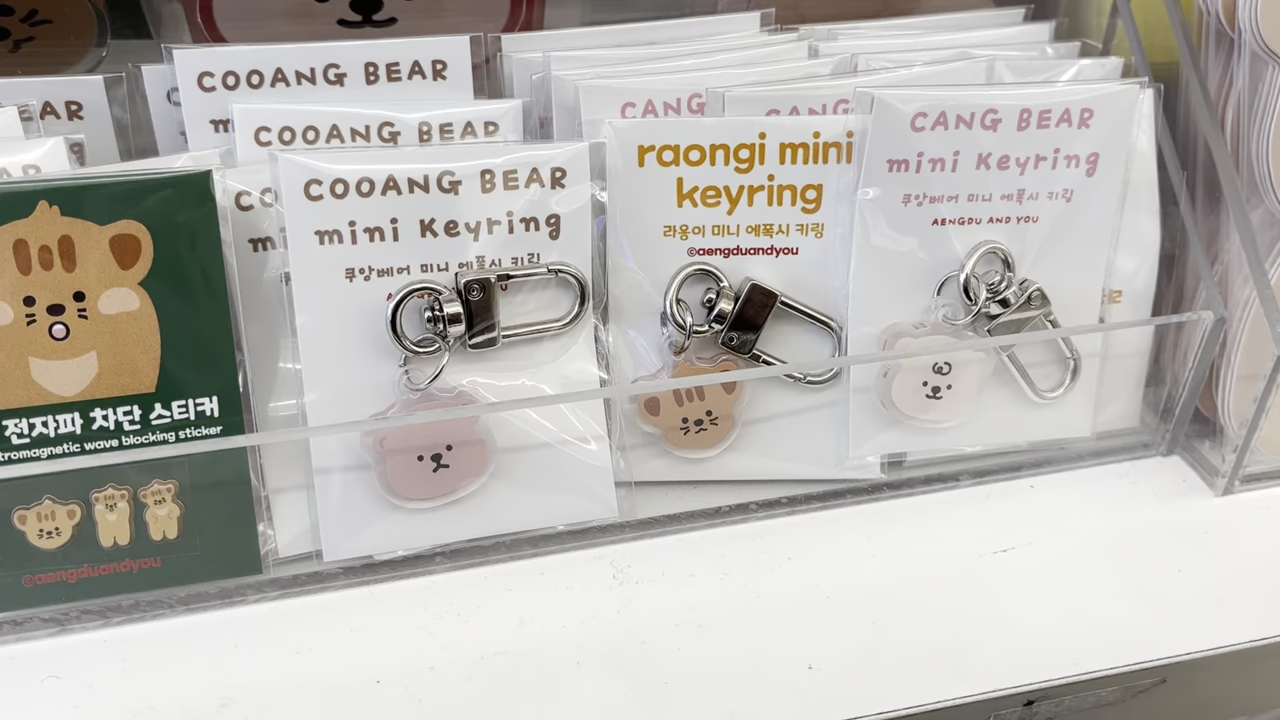 COOANG BEAR
COOANG BEAR
EAR
COOANG BEAR
mini Keyring
쿠앙베어 미니 에폭시 키링
raongi mini
keyring
라옹이 미니 에폭시 키링
©aengduandyou
CANG
CANG
CANG BEAR
mini Keyring
쿠앙베어 미니 에폭시 키링
AENGDU AND YOU
전자파 차단 스티커
tromagnetic wave blocking sticker
©aengduandyou